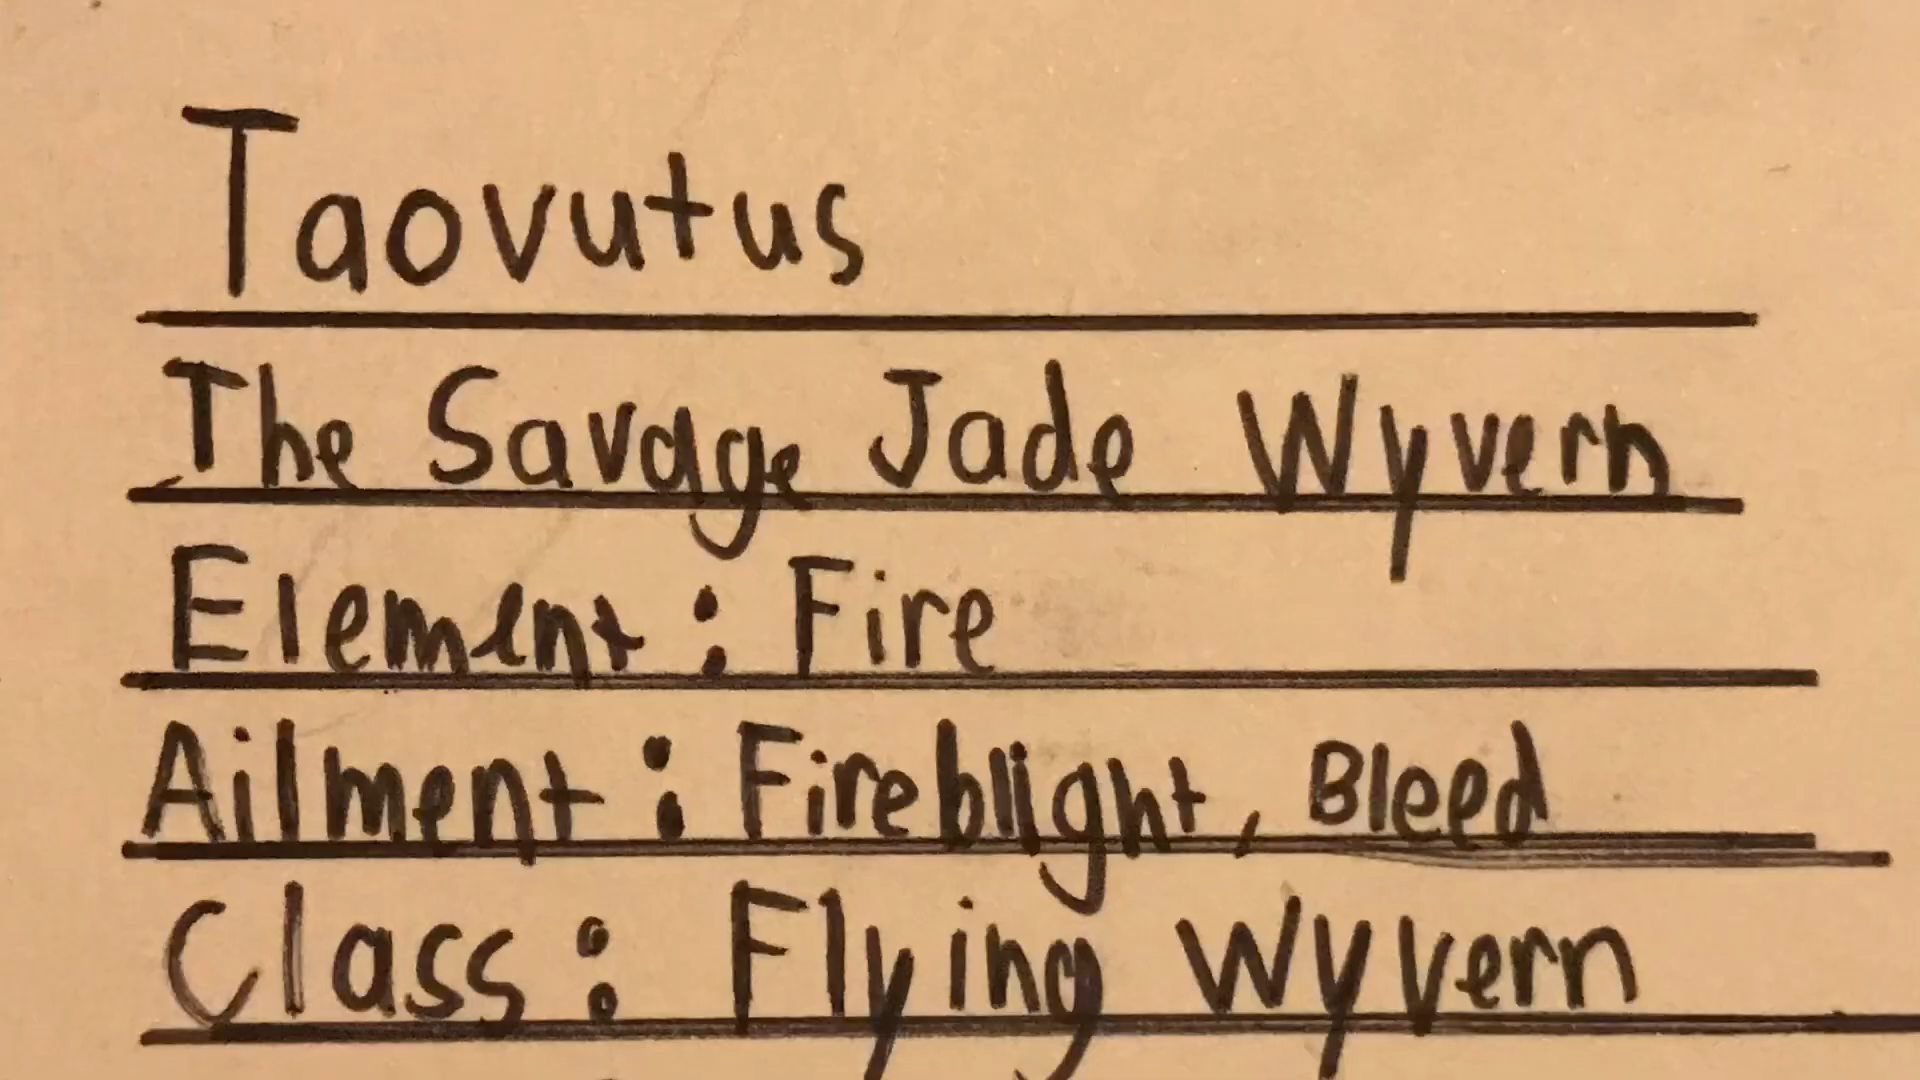 Taovutus
The Savage Jade Wyvern
Element: Fire
Ailment: Fireblight, Bleed
Class: Flying Wyvern